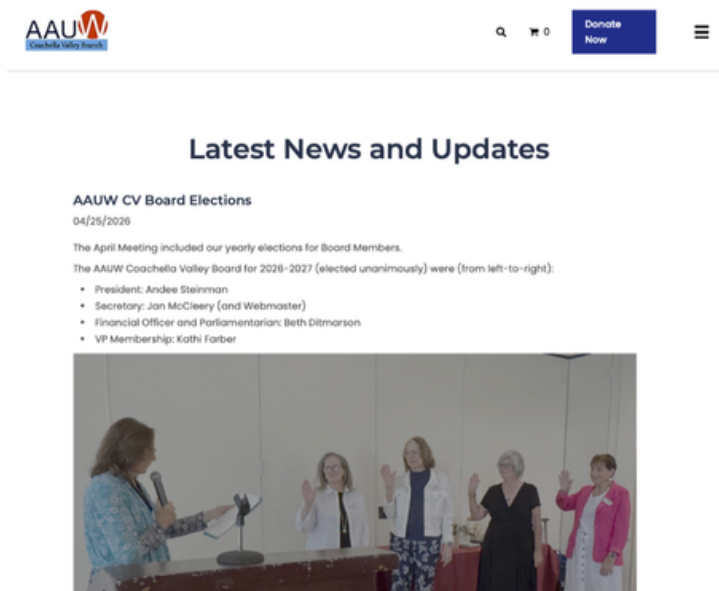 AAUW
Coachella Valley Branch
0
Donate
Now
Latest News and Updates
AAUW CV Board Elections
04/25/2026
The April Meeting included our yearly elections for Board Members.
The AAUW Coachella Valley Board for 2026-2027 (elected unanimously) were (from left-to-right):
• President: Andee Steinman
• Secretary: Jan McCleery (and Webmaster)
• Financial Officer and Parliamentarian: Beth Ditmarson
• VP Membership: Kathi Farber